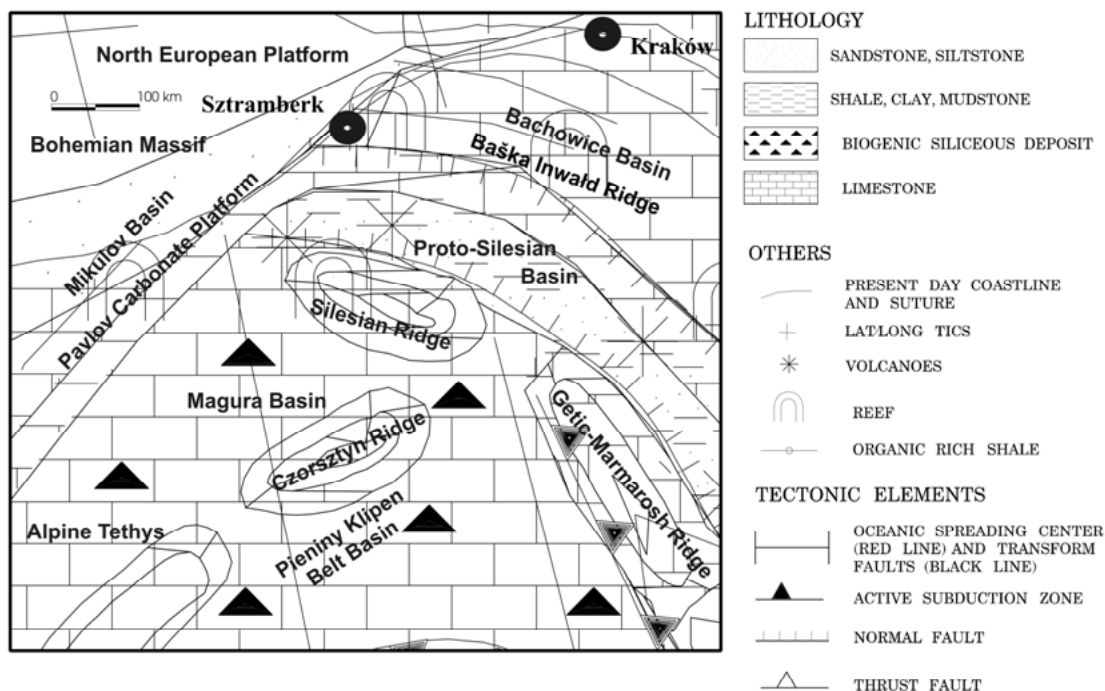 North European Platform
Kraków
0 100 km
Sztramberk
Bohemian Massif
Bachowice Basin
Baška Inwałd Ridge
Mikulov Basin
Pavlov Carbonate Platform
Proto-Silesian
Basin
Silesian Ridge
Magura Basin
Czorsztyn Ridge
Getic-Marmarosh Ridge
Alpine Tethys
Pieniny Klipen
Belt Basin
LITHOLOGY
SANDSTONE, SILTSTONE
SHALE, CLAY, MUDSTONE
BIOGENIC SILICEOUS DEPOSIT
LIMESTONE
OTHERS
PRESENT DAY COASTLINE
AND SUTURE
LAT-LONG TICS
VOLCANOES
REEF
ORGANIC RICH SHALE
TECTONIC ELEMENTS
OCEANIC SPREADING CENTER
(RED LINE) AND TRANSFORM
FAULTS (BLACK LINE)
ACTIVE SUBDUCTION ZONE
NORMAL FAULT
THRUST FAULT